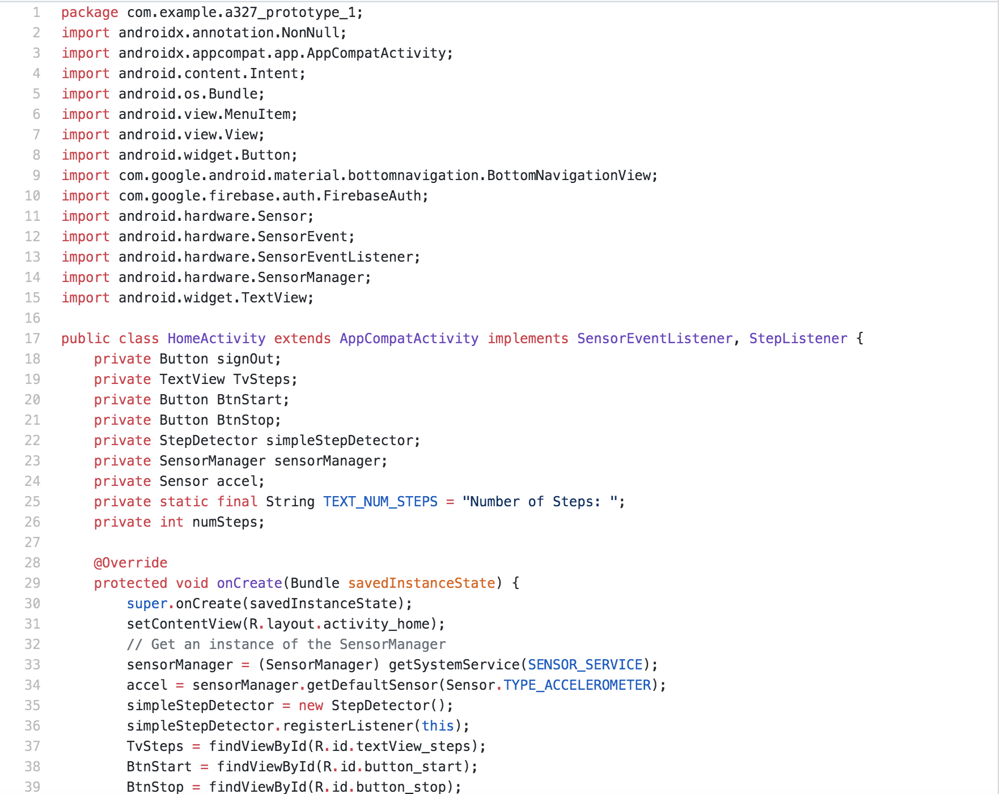 1 package com.example.a327_prototype_1;
2 import androidx.annotation.NonNull;
3 import androidx.appcompat.app.AppCompatActivity;
4 import android.content.Intent;
5 import android.os.Bundle;
6 import android.view.MenuItem;
7 import android.view.View;
8 import android.widget.Button;
9 import com.google.android.material.bottomnavigation.BottomNavigationView;
10 import com.google.firebase.auth.FirebaseAuth;
11 import android.hardware.Sensor;
12 import android.hardware.SensorEvent;
13 import android.hardware.SensorEventListener;
14 import android.hardware.SensorManager;
15 import android.widget.TextView;
16
17 public class HomeActivity extends AppCompatActivity implements SensorEventListener, StepListener {
18     private Button signOut;
19     private TextView TvSteps;
20     private Button BtnStart;
21     private Button BtnStop;
22     private StepDetector simpleStepDetector;
23     private SensorManager sensorManager;
24     private Sensor accel;
25     private static final String TEXT_NUM_STEPS = "Number of Steps: ";
26     private int numSteps;
27
28     @Override
29     protected void onCreate(Bundle savedInstanceState) {
30         super.onCreate(savedInstanceState);
31         setContentView(R.layout.activity_home);
32         // Get an instance of the SensorManager
33         sensorManager = (SensorManager) getSystemService(SENSOR_SERVICE);
34         accel = sensorManager.getDefaultSensor(Sensor.TYPE_ACCELEROMETER);
35         simpleStepDetector = new StepDetector();
36         simpleStepDetector.registerListener(this);
37         TvSteps = findViewById(R.id.textView_steps);
38         BtnStart = findViewById(R.id.button_start);
39         BtnStop = findViewById(R.id.button_stop);